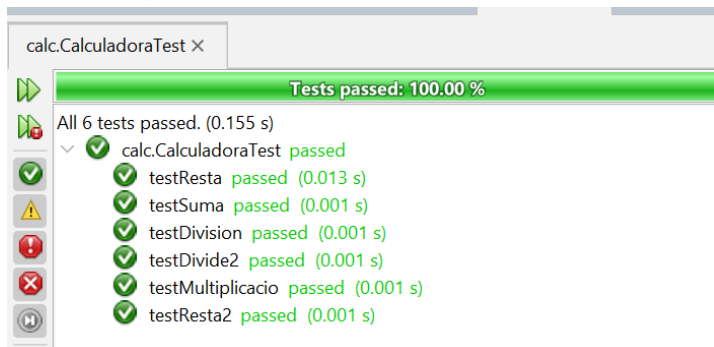 calc.CalculadoraTest
Tests passed: 100.00 %
All 6 tests passed. (0.155 s)
calc.CalculadoraTest passed
testResta passed (0.013 s)
testSuma passed (0.001 s)
testDivision passed (0.001 s)
testDivide2 passed (0.001 s)
testMultiplicacio passed (0.001 s)
testResta2 passed (0.001 s)